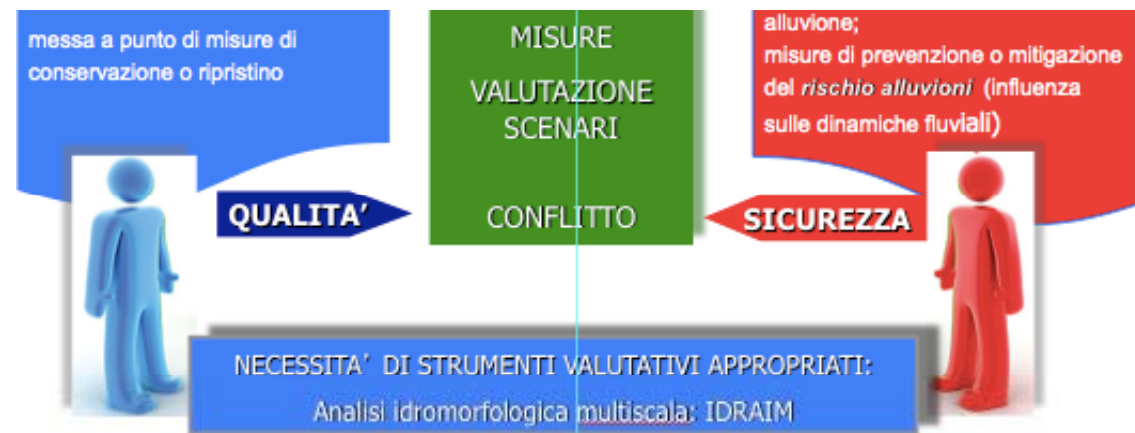 messa a punto di misure di
conservazione o ripristino
MISURE
VALUTAZIONE
SCENARI
CONFLITTO
alluvione;
misure di prevenzione o mitigazione
del rischio alluvioni (influenza
sulle dinamiche fluviali)
QUALITA’
SICUREZZA
NECESSITA’ DI STRUMENTI VALUTATIVI APPROPRIATI:
Analisi idromorfologica multiscala: IDRAIM